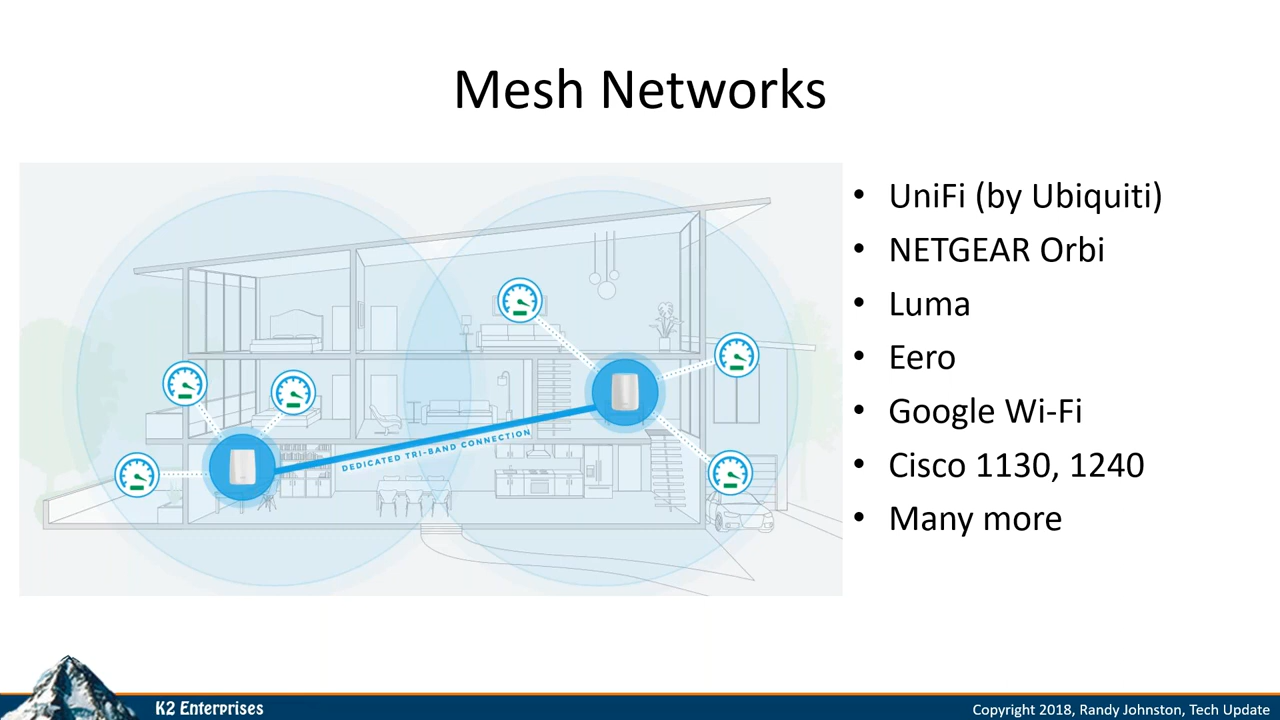 Mesh Networks
• UniFi (by Ubiquiti)
• NETGEAR Orbi
• Luma
• Eero
• Google Wi-Fi
• Cisco 1130, 1240
• Many more
DEDICATED TRI-BAND CONNECTION
K2 Enterprises
Copyright 2018, Randy Johnston, Tech Update